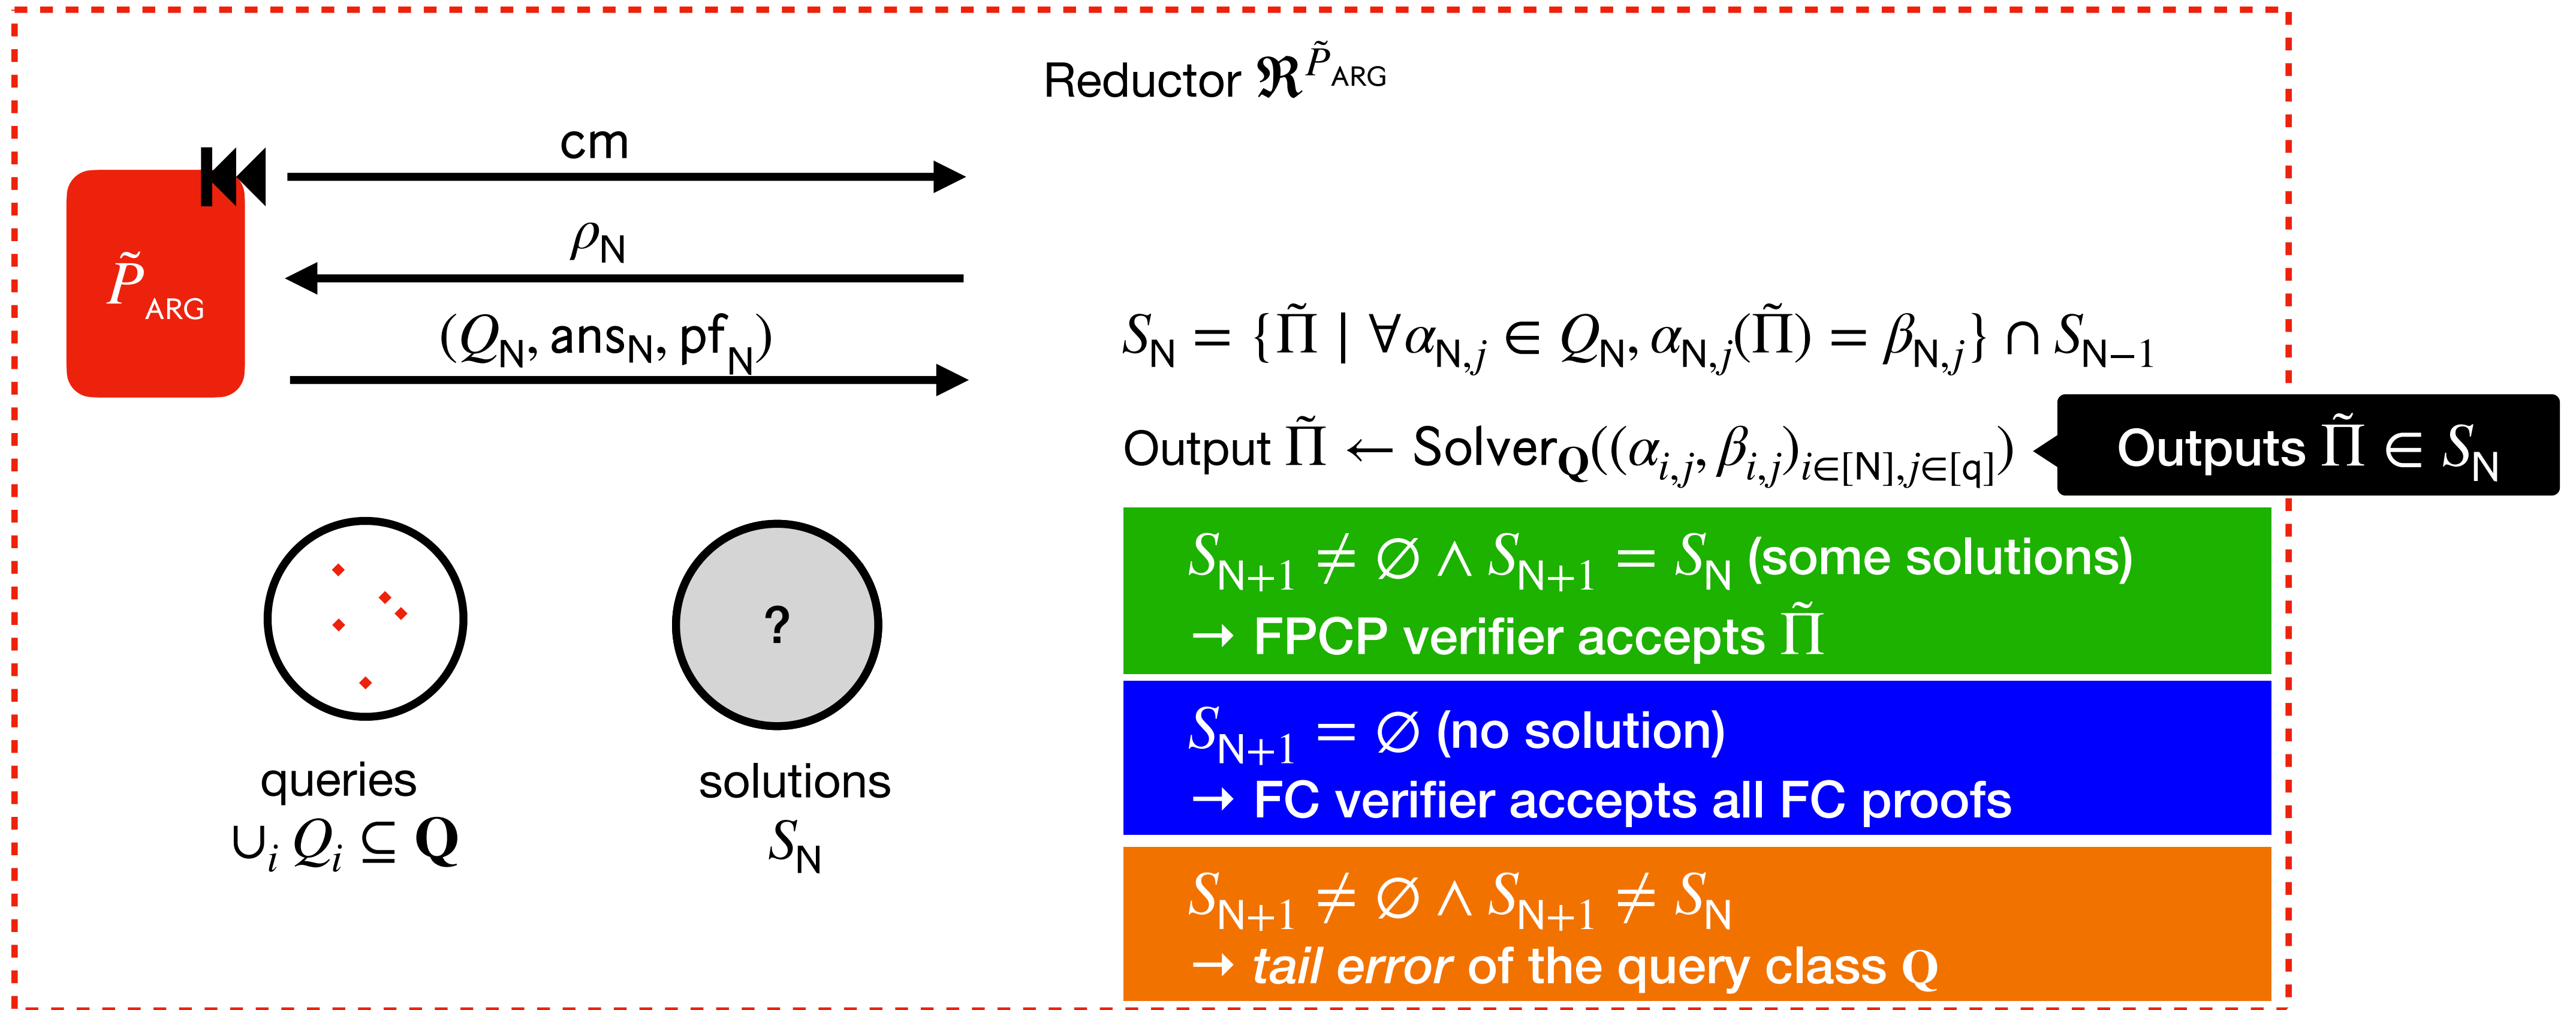 Reductor 𝕽^{P̃_ARG}
cm
ρ_N
(Q_N, ans_N, pf_N)
P̃_ARG
S_N = {Π̃ | ∀α_{N,j} ∈ Q_N, α_{N,j}(Π̃) = β_{N,j}} ∩ S_{N−1}
Output Π̃ ← Solver_𝐐((α_{i,j}, β_{i,j})_{i∈[N],j∈[q]})
Outputs Π̃ ∈ S_N
?
queries
∪_i Q_i ⊆ 𝐐
solutions
S_N
S_{N+1} ≠ ∅ ∧ S_{N+1} = S_N (some solutions)
→ FPCP verifier accepts Π̃
S_{N+1} = ∅ (no solution)
→ FC verifier accepts all FC proofs
S_{N+1} ≠ ∅ ∧ S_{N+1} ≠ S_N
→ tail error of the query class 𝐐